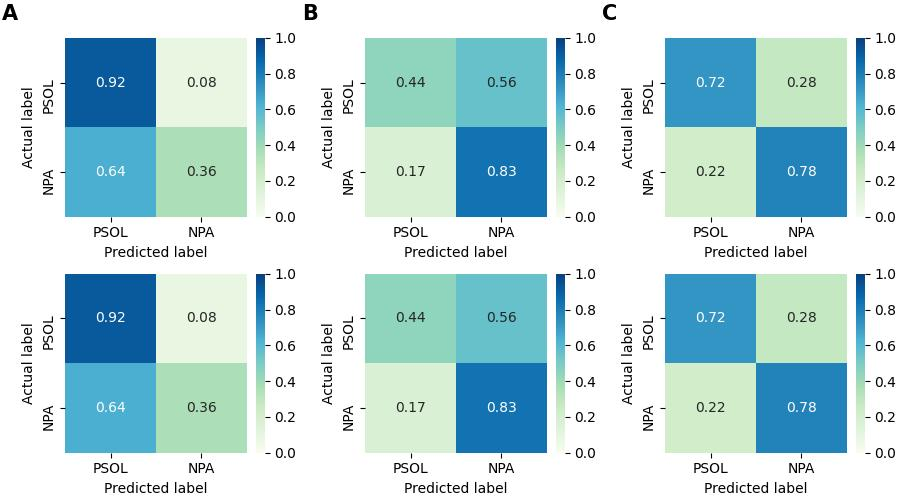 A B C
1.0 1.0 1.0
0.92 0.08 0.44 0.56 0.72 0.28
0.8 0.8 0.8
PSOL PSOL PSOL
0.6 0.6 0.6
Actual label Actual label Actual label
0.4 0.4 0.4
0.64 0.36 0.17 0.83 0.22 0.78
NPA NPA NPA
0.2 0.2 0.2
0.0 0.0 0.0
PSOL NPA PSOL NPA PSOL NPA
Predicted label Predicted label Predicted label
1.0 1.0 1.0
0.92 0.08 0.44 0.56 0.72 0.28
0.8 0.8 0.8
PSOL PSOL PSOL
0.6 0.6 0.6
Actual label Actual label Actual label
0.4 0.4 0.4
0.64 0.36 0.17 0.83 0.22 0.78
NPA NPA NPA
0.2 0.2 0.2
0.0 0.0 0.0
PSOL NPA PSOL NPA PSOL NPA
Predicted label Predicted label Predicted label